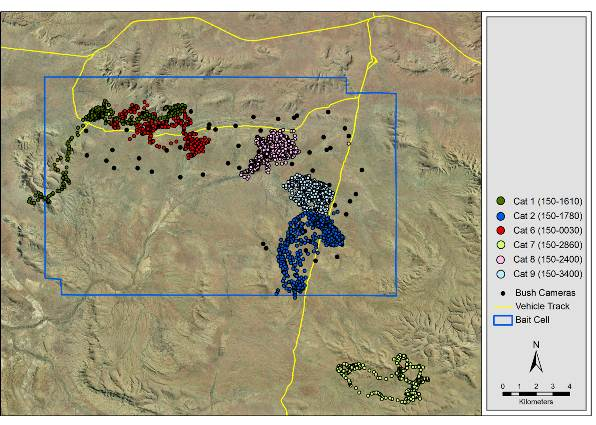 Cat 1 (150-1610)
Cat 2 (150-1780)
Cat 6 (150-0030)
Cat 7 (150-2860)
Cat 8 (150-2400)
Cat 9 (150-3400)
Bush Cameras
Vehicle Track
Bait Cell
N
0 1 2 3 4
Kilometers